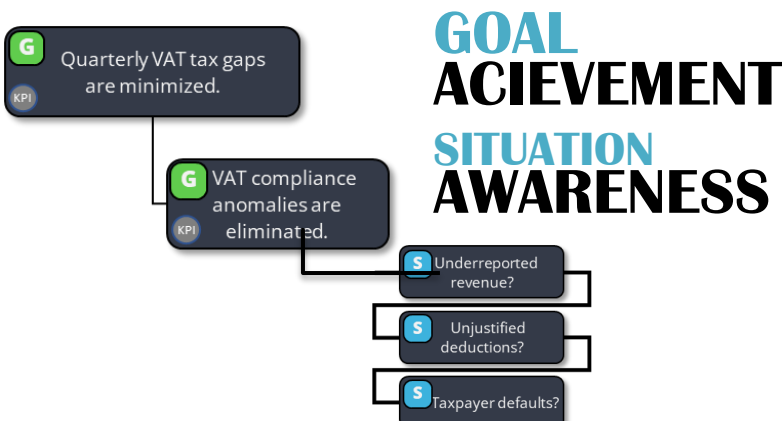 G
Quarterly VAT tax gaps
are minimized.
KPI
GOAL
ACIEVEMENT
SITUATION
AWARENESS
G
VAT compliance
anomalies are
eliminated.
KPI
S
Underreported
revenue?
S
Unjustified
deductions?
S
Taxpayer defaults?